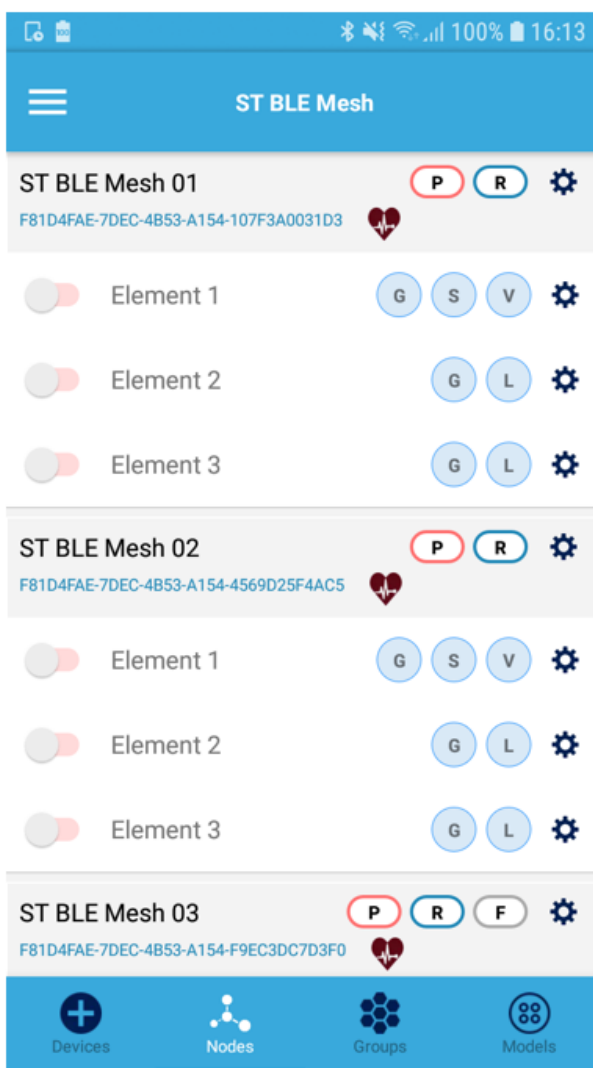 100% 16:13
ST BLE Mesh
ST BLE Mesh 01 P R
F81D4FAE-7DEC-4B53-A154-107F3A0031D3
Element 1 G S V
Element 2 G L
Element 3 G L
ST BLE Mesh 02 P R
F81D4FAE-7DEC-4B53-A154-4569D25F4AC5
Element 1 G S V
Element 2 G L
Element 3 G L
ST BLE Mesh 03 P R F
F81D4FAE-7DEC-4B53-A154-F9EC3DC7D3F0
Devices Nodes Groups Models